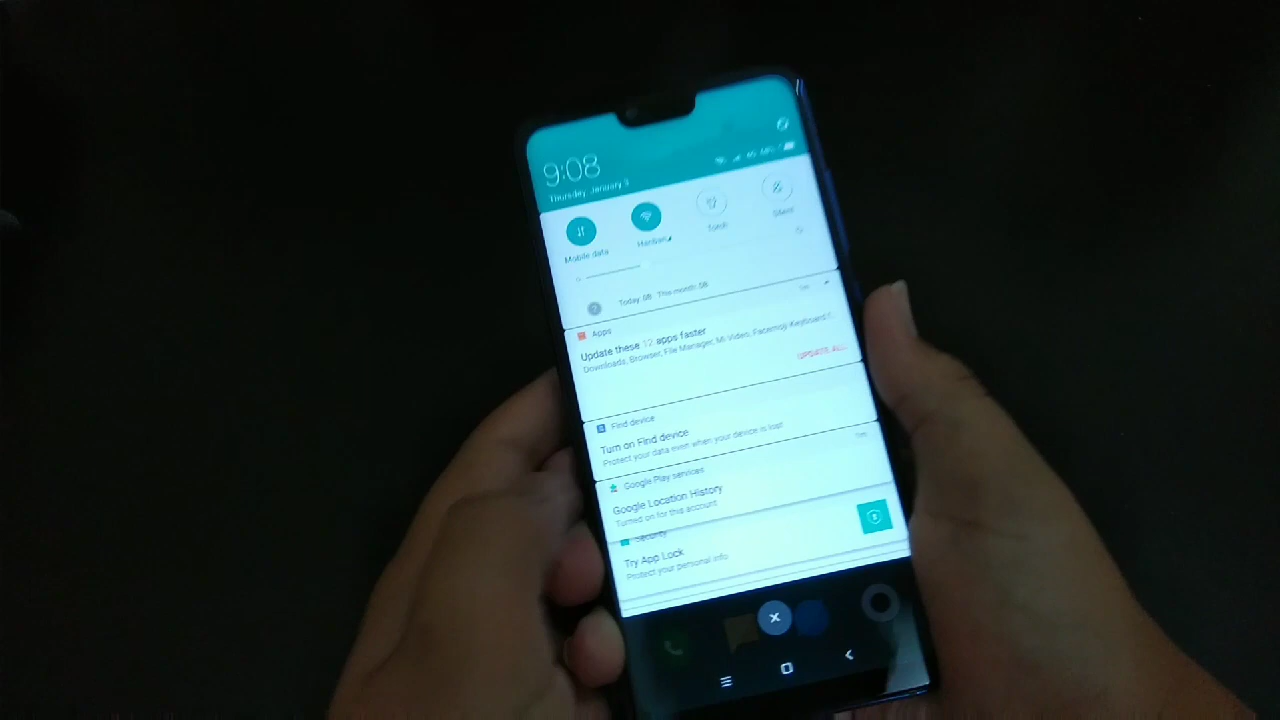 9:08
Thursday, January 3
Mobile data
Torch
Silent
Today: 0B This month: 0B
Apps
Update these 12 apps faster
Downloads, Browser, File Manager, Mi Video, Facemoji Keyboard f...
UPDATE ALL
Find device
Turn on Find device
Protect your data even when your device is lost
Google Play services
Google Location History
Turned on for this account
Security
Try App Lock
Protect your personal info